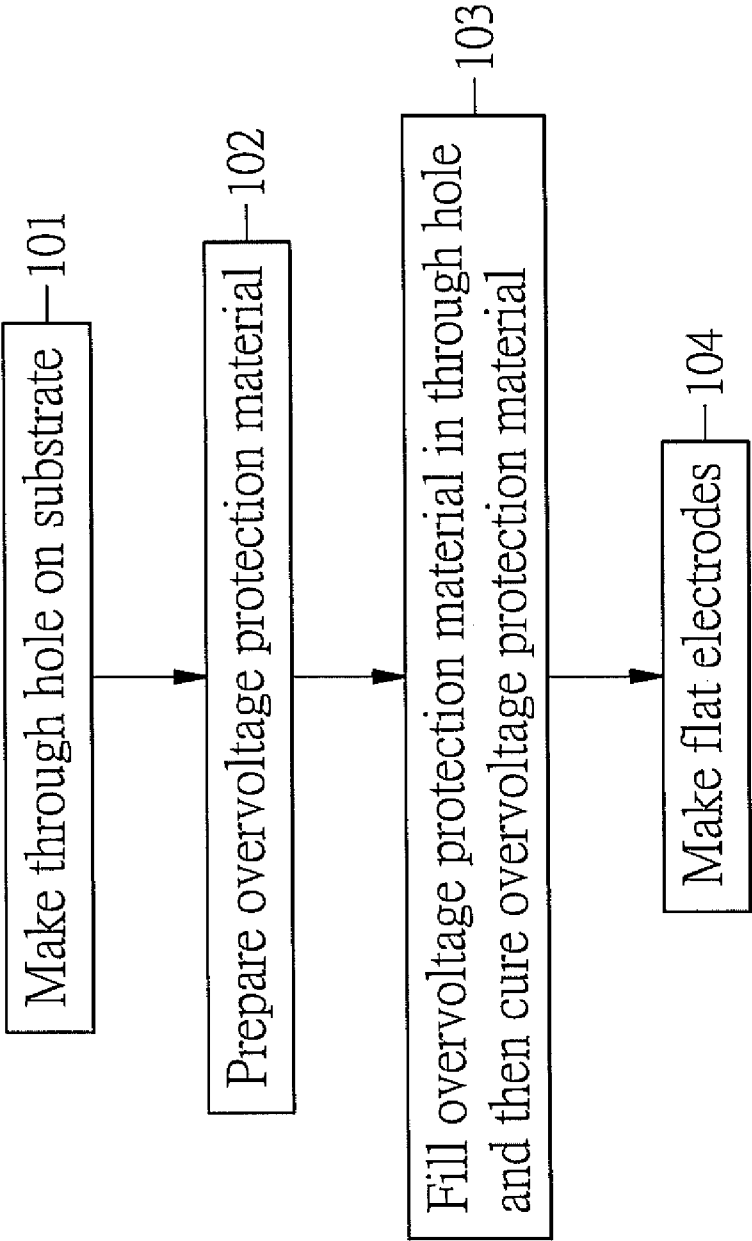 Make through hole on substrate
101
Prepare overvoltage protection material
102
Fill overvoltage protection material in through hole
and then cure overvoltage protection material
103
Make flat electrodes
104